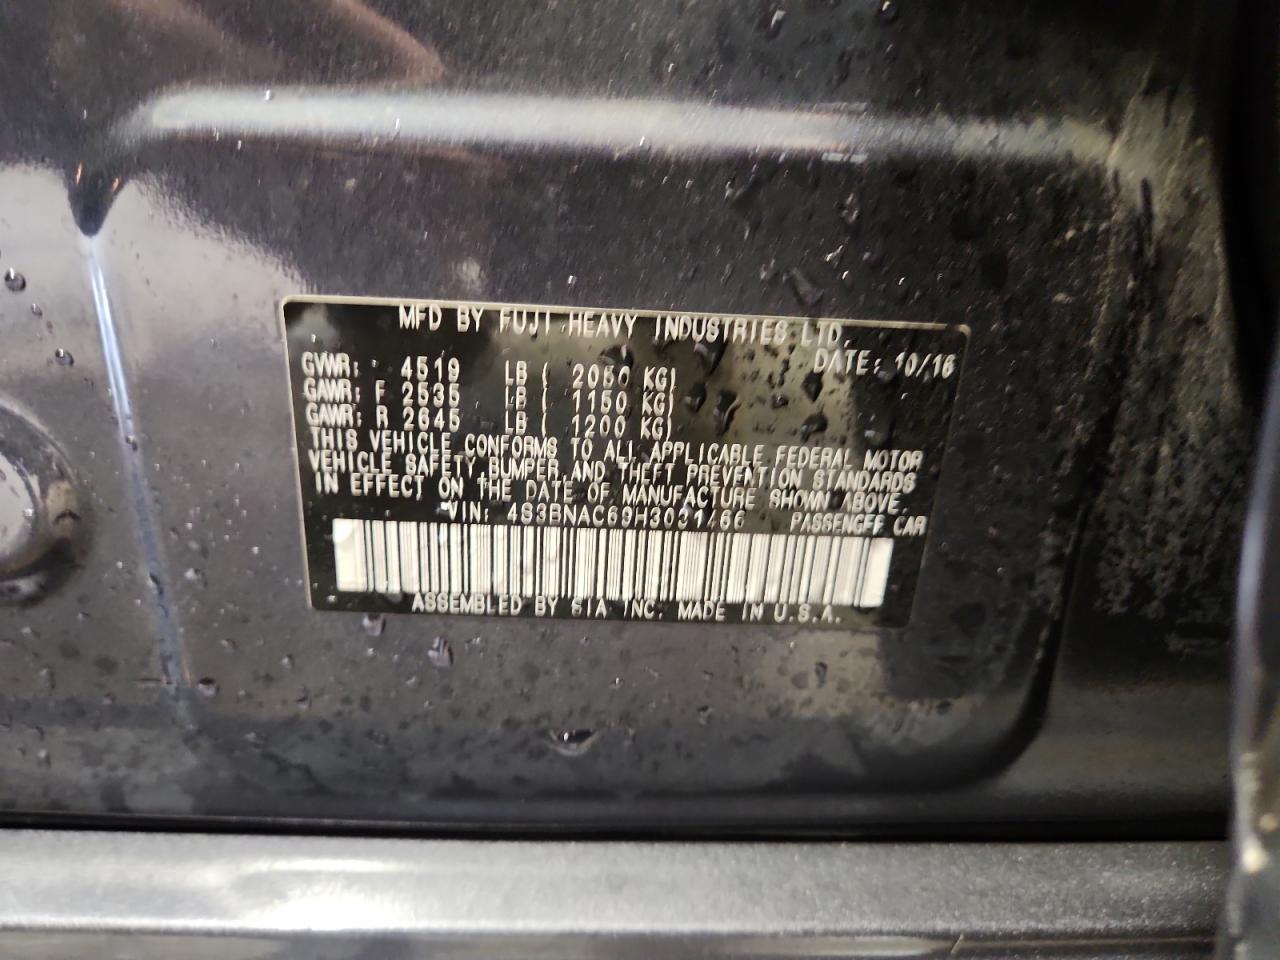 MFD BY FUJI HEAVY INDUSTRIES LTD.
DATE: 10/16
GVWR: 4519 LB ( 2050 KG)
GAWR: F 2535 LB ( 1150 KG)
GAWR: R 2645 LB ( 1200 KG)
THIS VEHICLE CONFORMS TO ALL APPLICABLE FEDERAL MOTOR
VEHICLE SAFETY, BUMPER AND THEFT PREVENTION STANDARDS
IN EFFECT ON THE DATE OF MANUFACTURE SHOWN ABOVE.
VIN: 4S3BNAC69H3031466 PASSENGER CAR
ASSEMBLED BY SIA INC. MADE IN U.S.A.